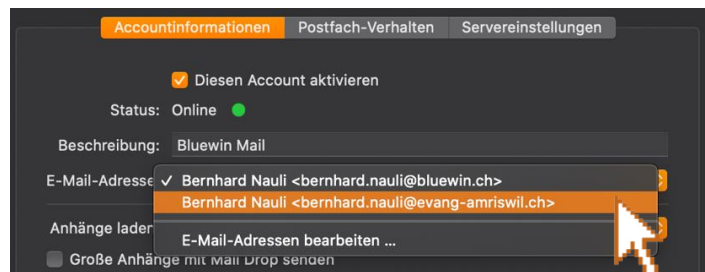 Accountinformationen Postfach-Verhalten Servereinstellungen
Diesen Account aktivieren
Status: Online
Beschreibung: Bluewin Mail
E-Mail-Adresse ✓ Bernhard Nauli <bernhard.nauli@bluewin.ch>
Bernhard Nauli <bernhard.nauli@evang-amriswil.ch>
Anhänge laden
E-Mail-Adressen bearbeiten ...
Große Anhänge mit Mail Drop senden